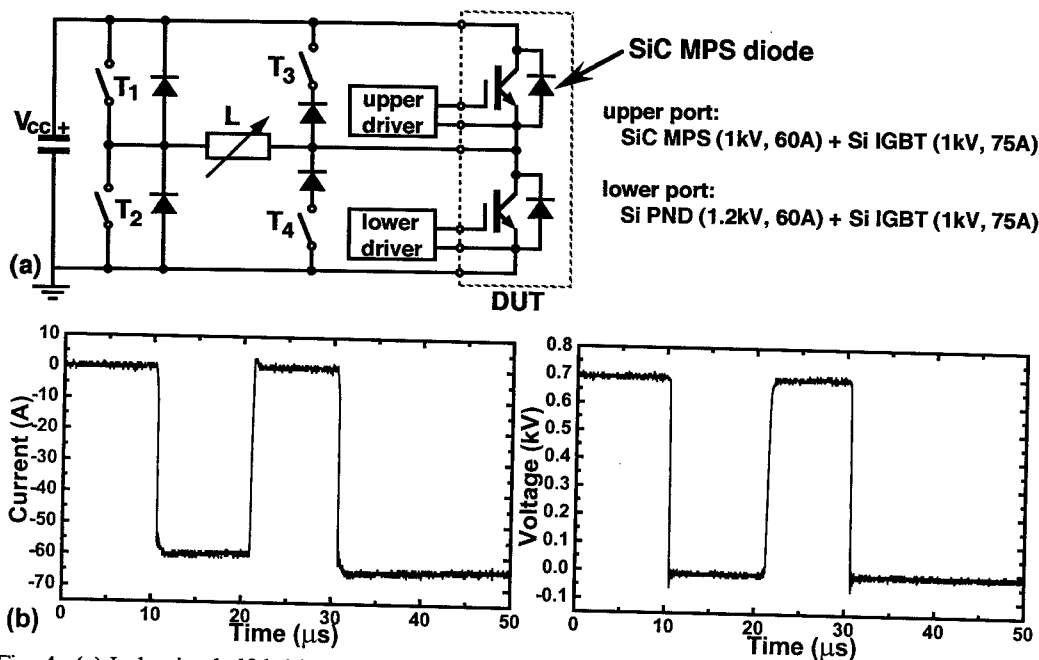 SiC MPS diode
T1
T3
VCC +
L
upper
driver
upper port:
SiC MPS (1kV, 60A) + Si IGBT (1kV, 75A)
lower port:
Si PND (1.2kV, 60A) + Si IGBT (1kV, 75A)
T2
T4
lower
driver
(a)
DUT
10
0
-10
-20
-30
-40
-50
-60
-70
Current (A)
0
10
20
30
40
50
Time (μs)
0.8
0.7
0.6
0.5
0.4
0.3
0.2
0.1
0.0
-0.1
Voltage (kV)
0
10
20
30
40
50
Time (μs)
(b)